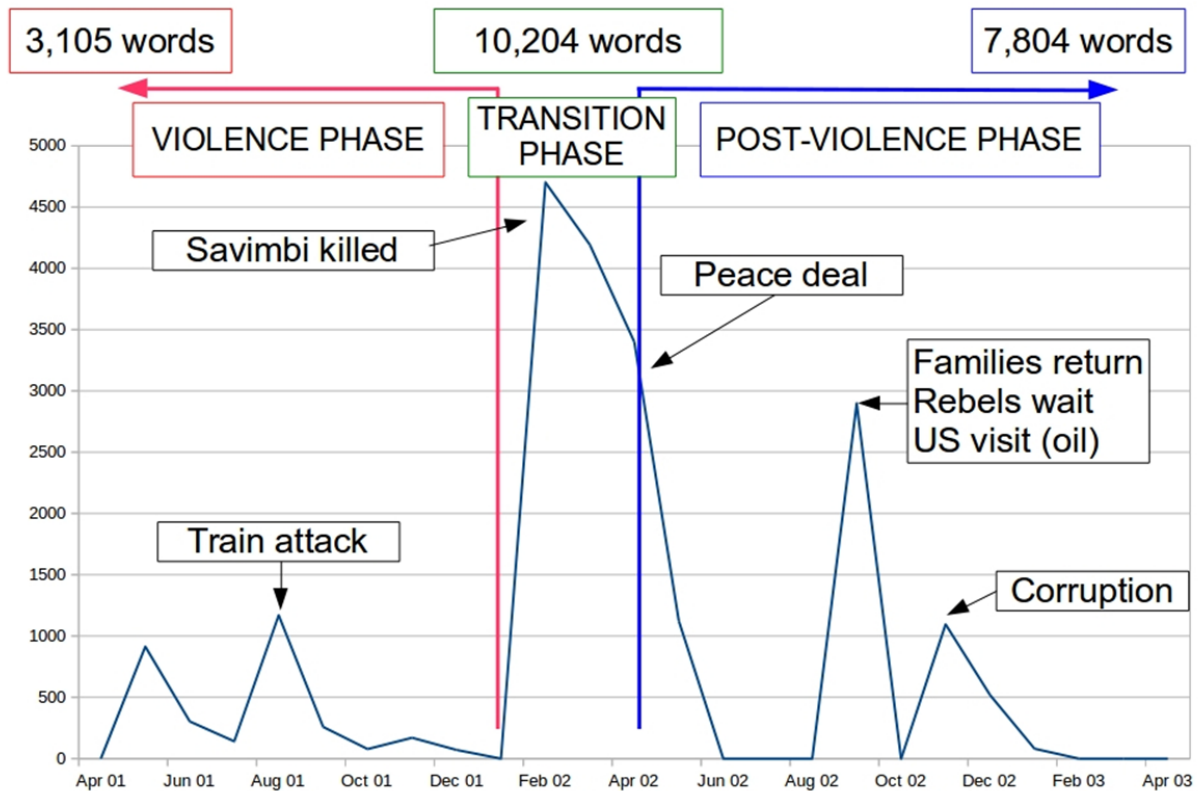 3,105 words
10,204 words
7,804 words
VIOLENCE PHASE
TRANSITION
PHASE
POST-VIOLENCE PHASE
5000
4500
4000
3500
3000
2500
2000
1500
1000
500
0
Savimbi killed
Peace deal
Families return
Rebels wait
US visit (oil)
Train attack
Corruption
Apr 01
Jun 01
Aug 01
Oct 01
Dec 01
Feb 02
Apr 02
Jun 02
Aug 02
Oct 02
Dec 02
Feb 03
Apr 03